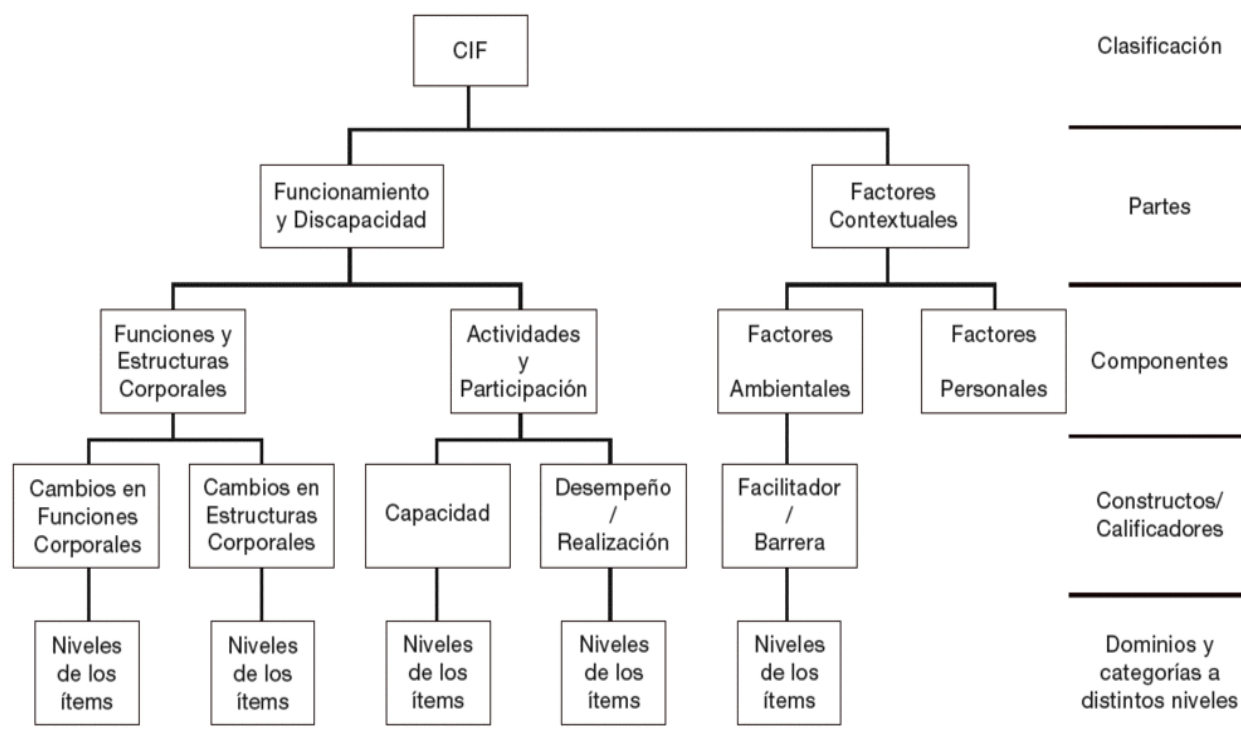 CIF
Clasificación
Funcionamiento
y Discapacidad
Factores
Contextuales
Partes
Funciones y
Estructuras
Corporales
Actividades
y
Participación
Factores
Ambientales
Factores
Personales
Componentes
Cambios en
Funciones
Corporales
Cambios en
Estructuras
Corporales
Capacidad
Desempeño
/
Realización
Facilitador
/
Barrera
Constructos/
Calificadores
Niveles
de los
ítems
Niveles
de los
ítems
Niveles
de los
ítems
Niveles
de los
ítems
Niveles
de los
ítems
Dominios y
categorías a
distintos niveles